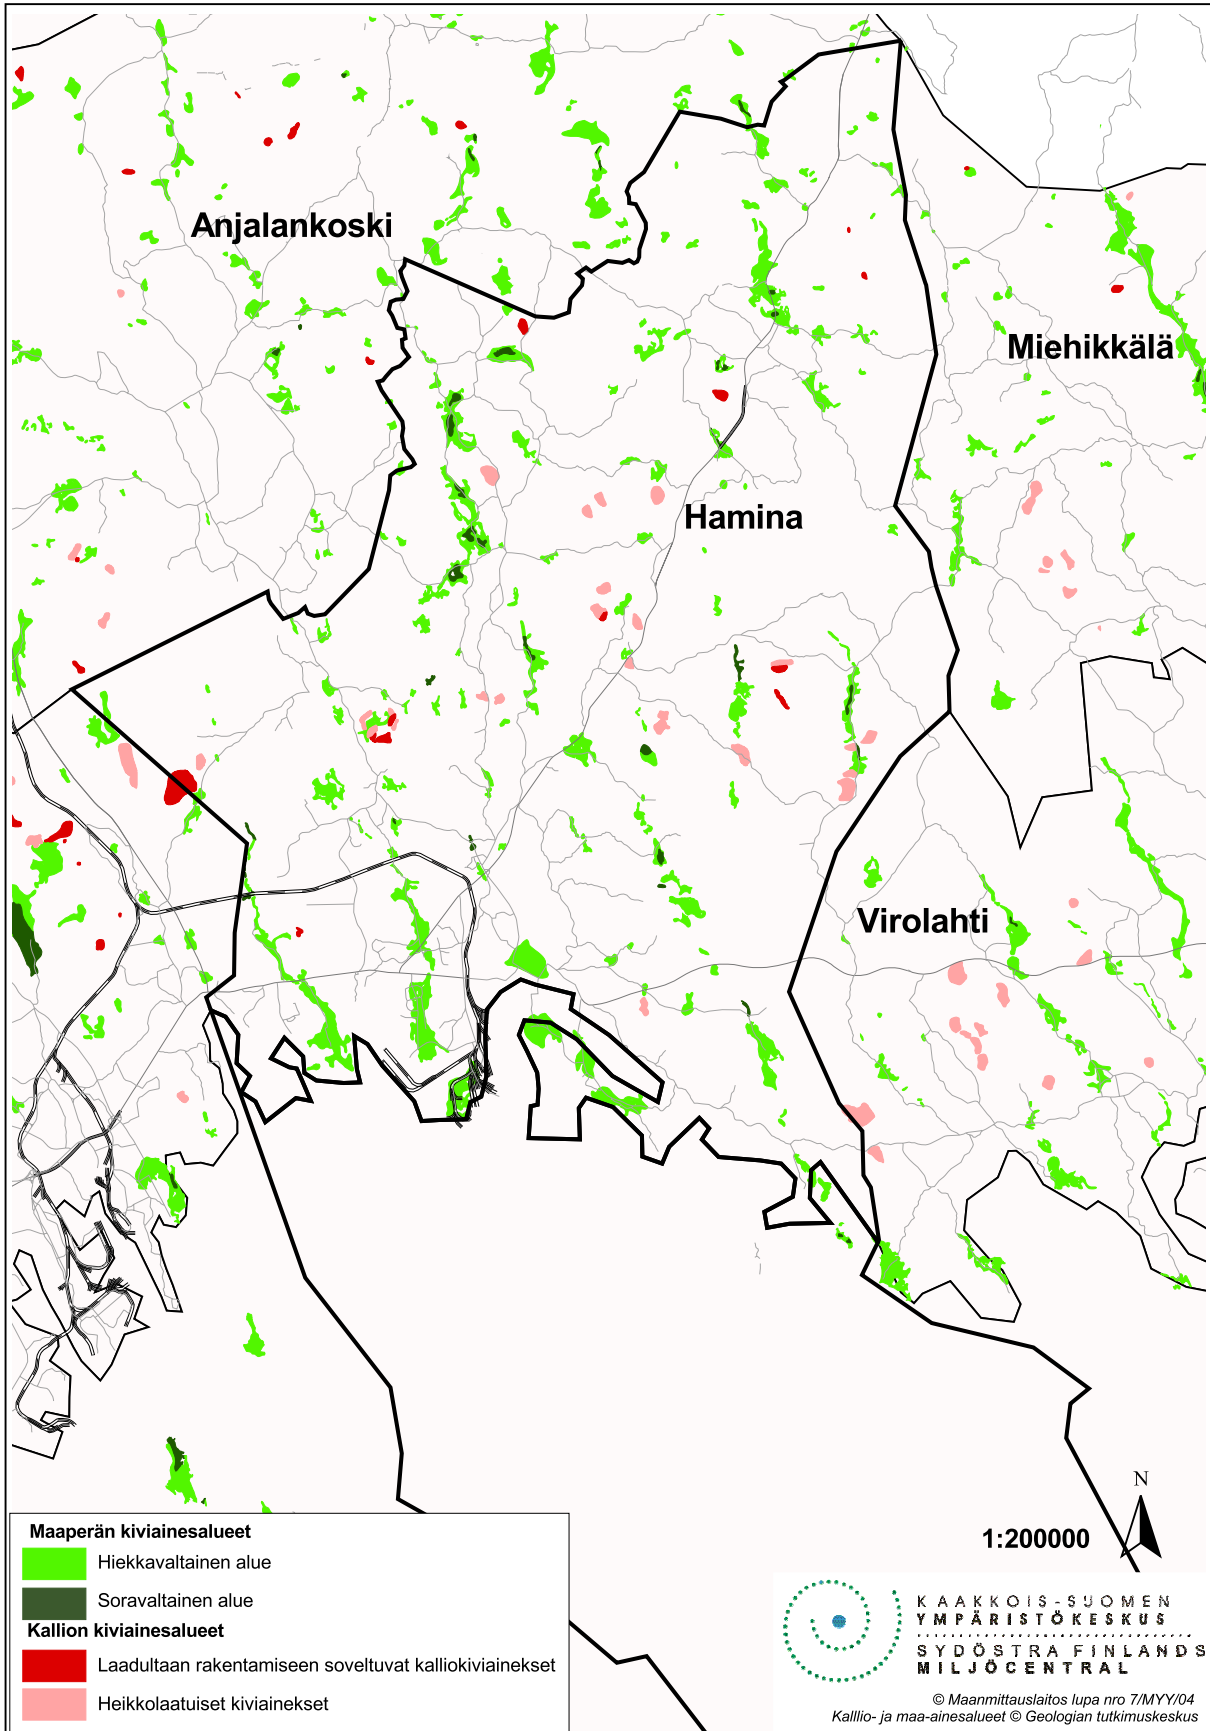 Anjalankoski
Miehikkälä
Hamina
Virolahti
N
1:200000
Maaperän kiviainesalueet
Hiekkavaltainen alue
Soravaltainen alue
Kallion kiviainesalueet
Laadultaan rakentamiseen soveltuvat kalliokiviainekset
Heikkolaatuiset kiviainekset
KAAKKOIS-SUOMEN
YMPÄRISTÖKESKUS
SYDÖSTRA FINLANDS
MILJÖCENTRAL
© Maanmittauslaitos lupa nro 7/MYY/04
Kalllio- ja maa-ainesalueet © Geologian tutkimuskeskus